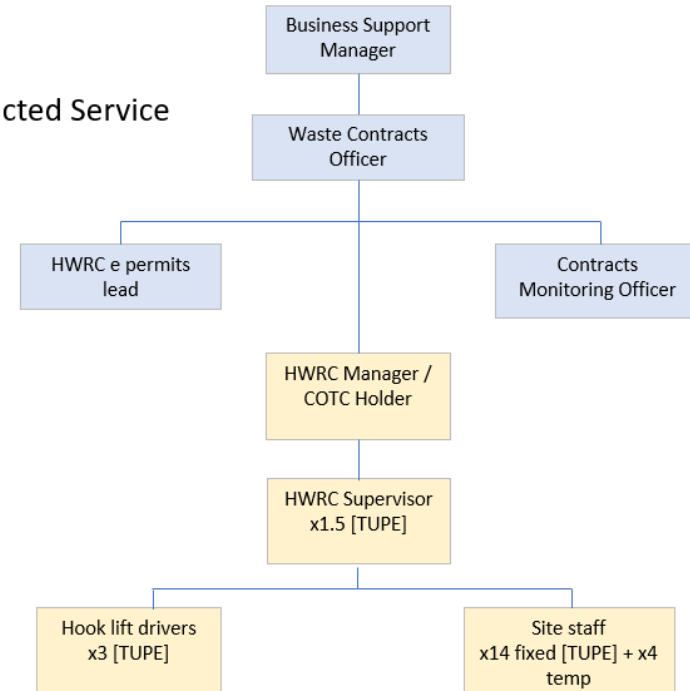 Business Support
Manager
cted Service
Waste Contracts
Officer
HWRC e permits
lead
Contracts
Monitoring Officer
HWRC Manager /
COTC Holder
HWRC Supervisor
x1.5 [TUPE]
Hook lift drivers
x3 [TUPE]
Site staff
x14 fixed [TUPE] + x4
temp